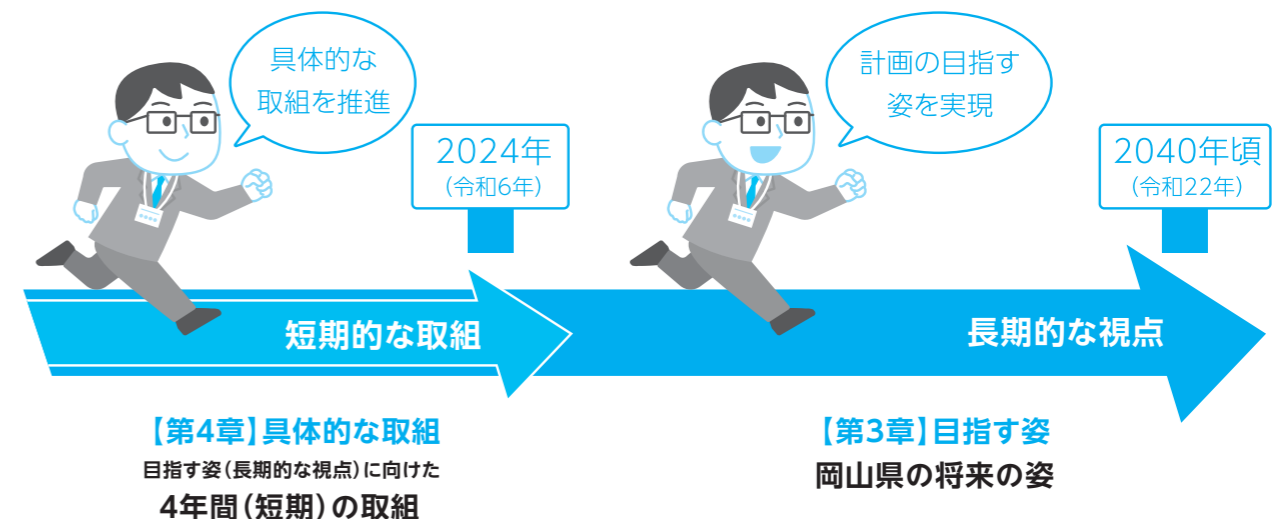 具体的な
取組を推進
2024年
(令和6年)
計画の目指す
姿を実現
2040年頃
(令和22年)
短期的な取組
長期的な視点
【第4章】具体的な取組
目指す姿(長期的な視点)に向けた
4年間(短期)の取組
【第3章】目指す姿
岡山県の将来の姿